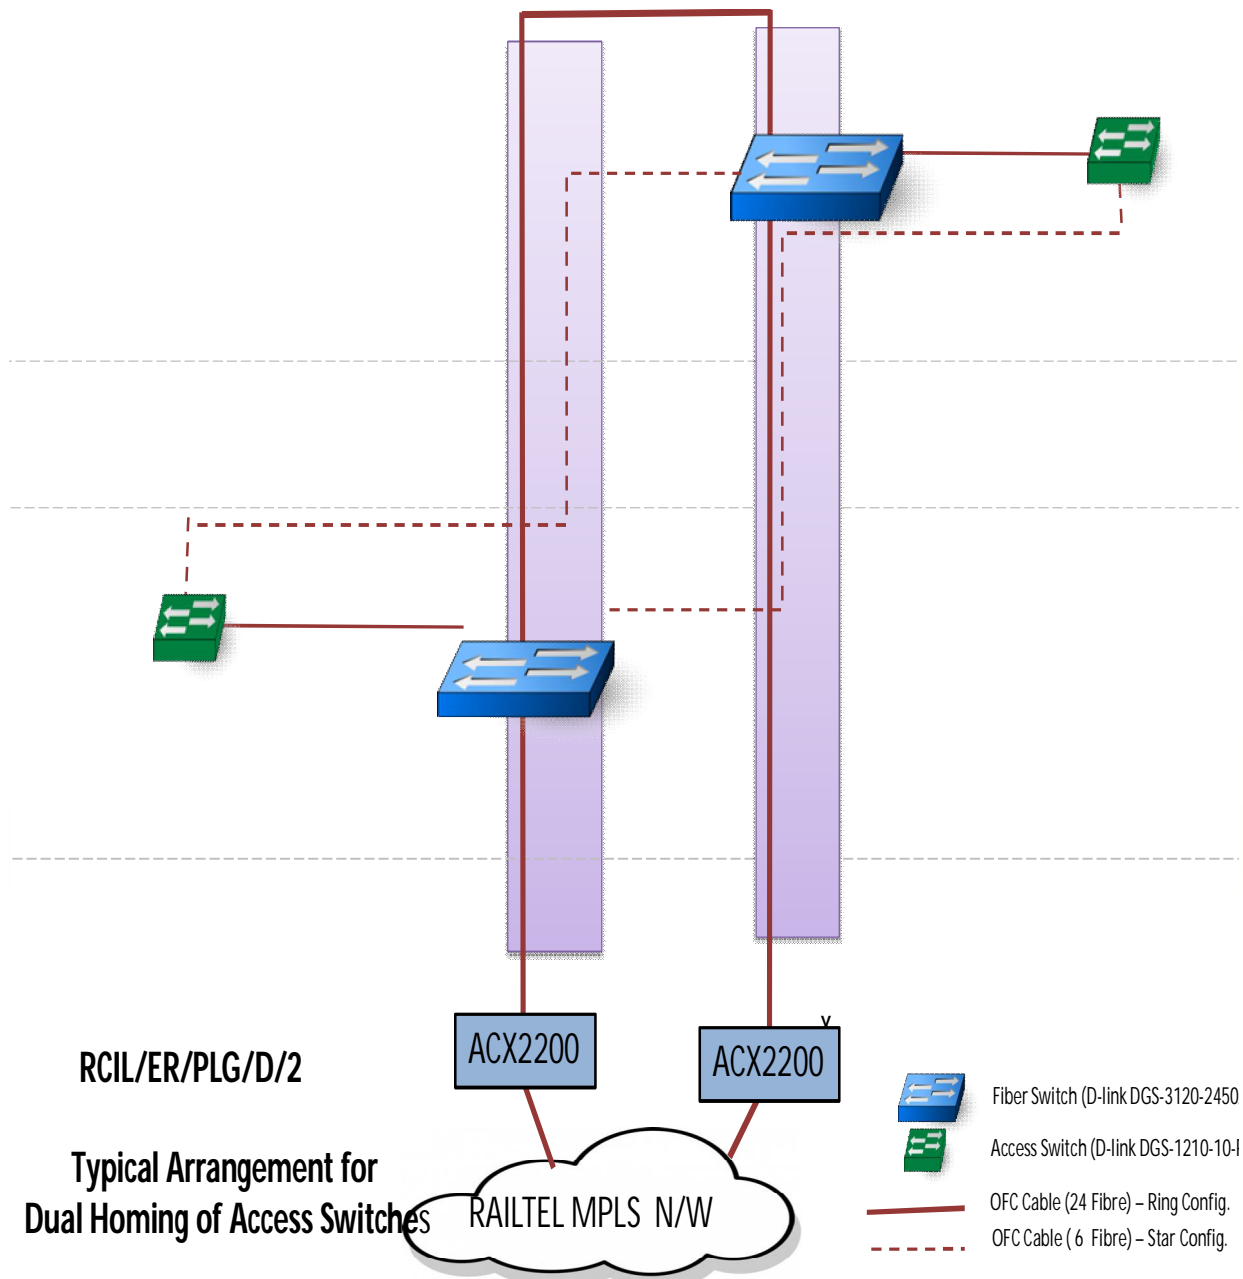 ACX2200
v
ACX2200
RCIL/ER/PLG/D/2
Typical Arrangement for
Dual Homing of Access Switches
RAILTEL MPLS N/W
Fiber Switch (D-link DGS-3120-2450
Access Switch (D-link DGS-1210-10-
OFC Cable (24 Fibre) – Ring Config.
OFC Cable ( 6 Fibre) – Star Config.